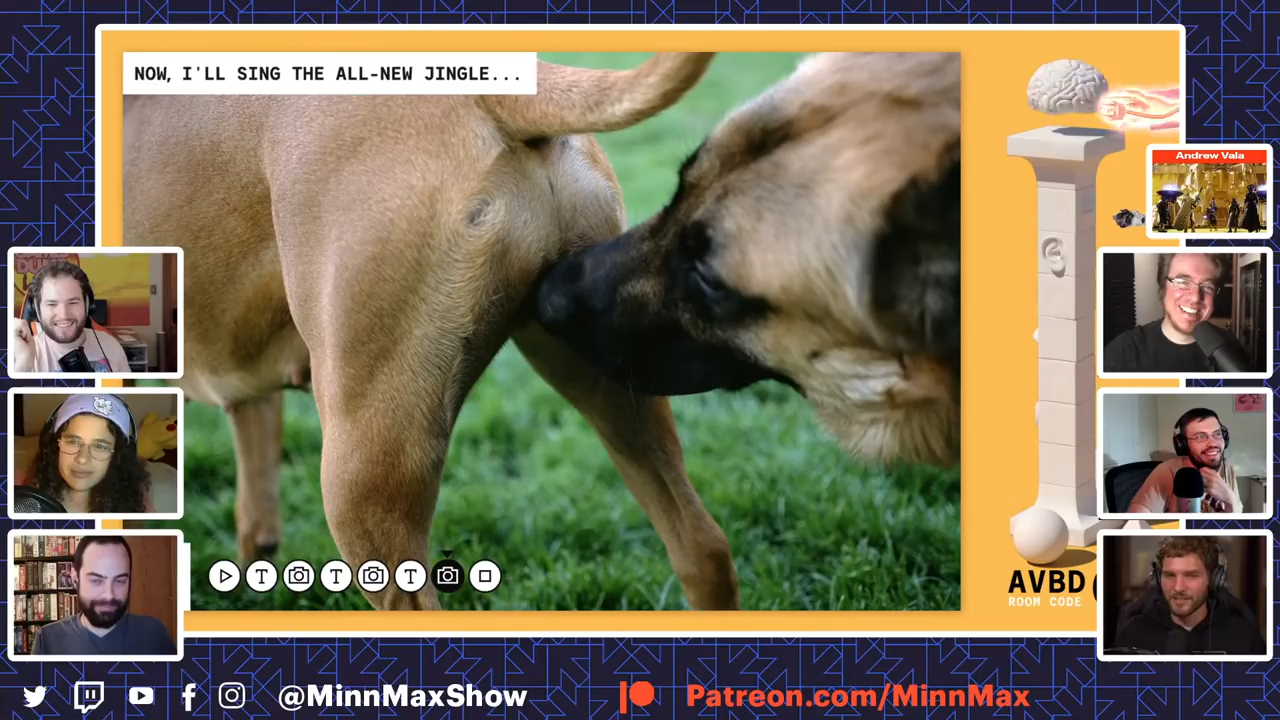 NOW, I'LL SING THE ALL-NEW JINGLE...
Andrew Vala
T T T
AVBD
ROOM CODE
@MinnMaxShow
Patreon.com/MinnMax